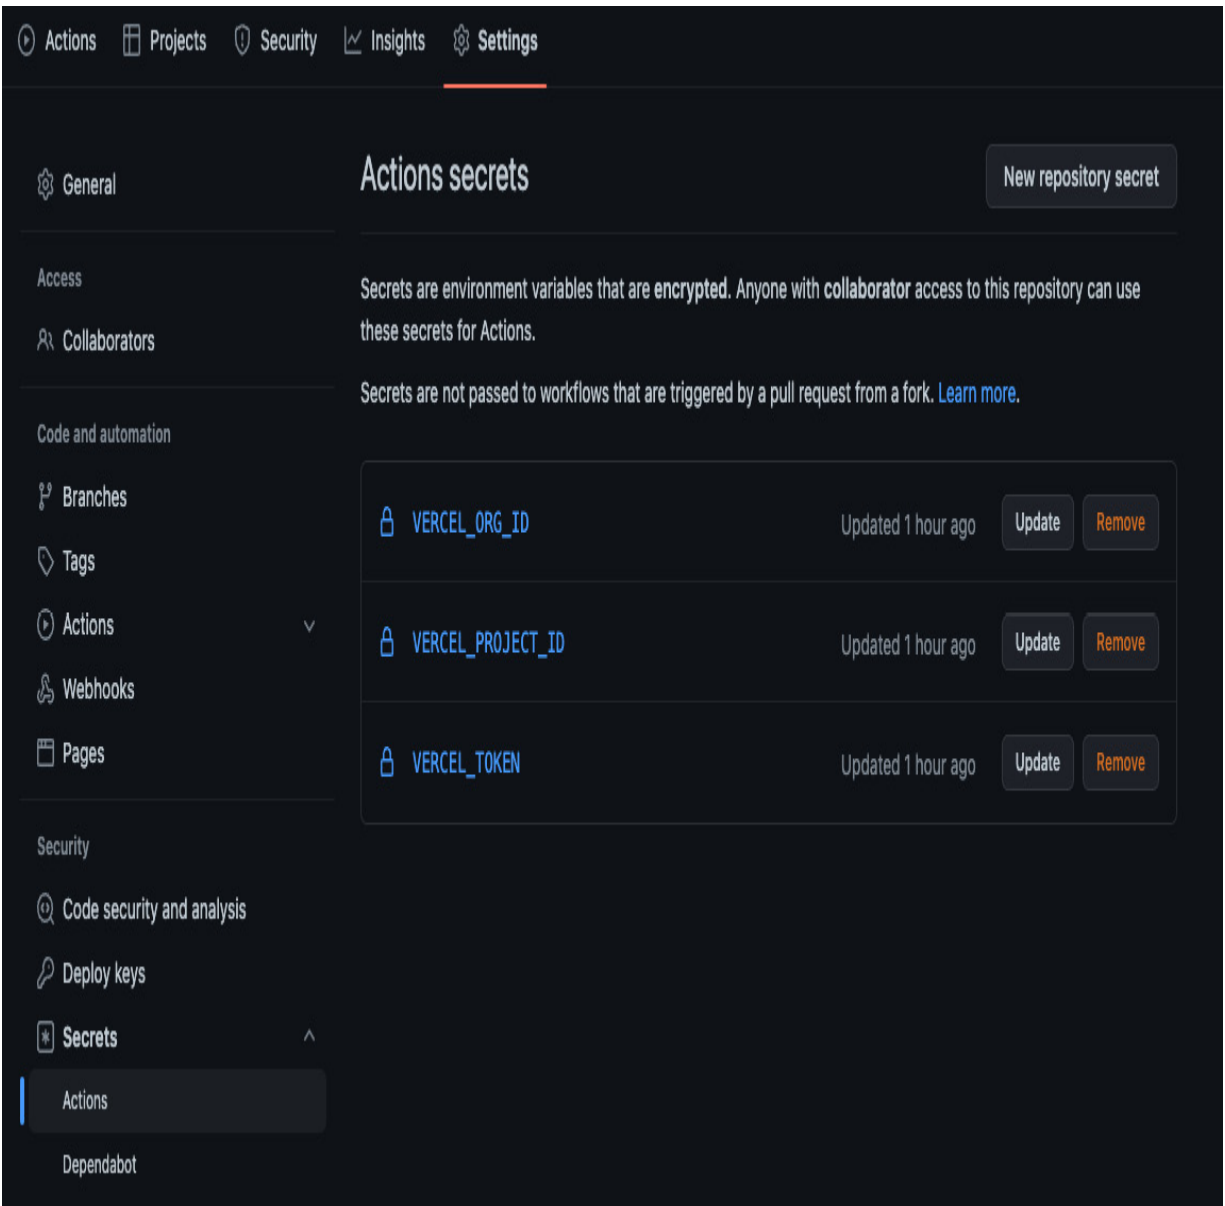 Actions Projects Security Insights Settings
General
Access
Collaborators
Code and automation
Branches
Tags
Actions
Webhooks
Pages
Security
Code security and analysis
Deploy keys
Secrets
Actions
Dependabot
Actions secrets
New repository secret
Secrets are environment variables that are encrypted. Anyone with collaborator access to this repository can use
these secrets for Actions.
Secrets are not passed to workflows that are triggered by a pull request from a fork. Learn more.
VERCEL_ORG_ID Updated 1 hour ago Update Remove
VERCEL_PROJECT_ID Updated 1 hour ago Update Remove
VERCEL_TOKEN Updated 1 hour ago Update Remove